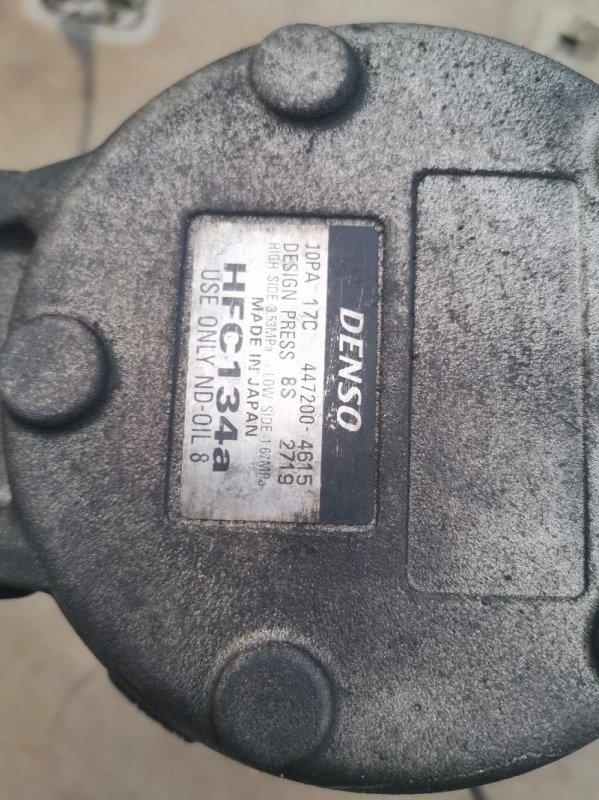 DENSO
10PA 17C 447200-4615
DESIGN PRESS 8S 2719
HIGH SIDE:3.53MPa, LOW SIDE:1.67MPa
MADE IN JAPAN
HFC134a
USE ONLY ND-OIL 8